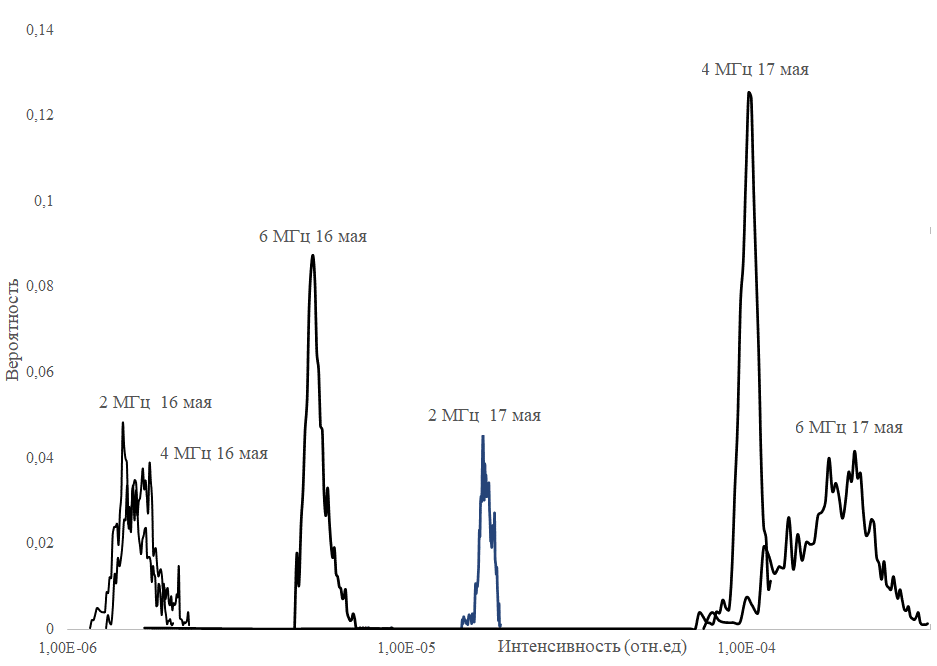 0,14
4 МГц 17 мая
0,12
0,1
6 МГц 16 мая
0,08
Вероятность
0,06
2 МГц 16 мая
2 МГц 17 мая
6 МГц 17 мая
0,04
4 МГц 16 мая
0,02
0
1,00E-06
1,00E-05
Интенсивность (отн.ед)
1,00E-04